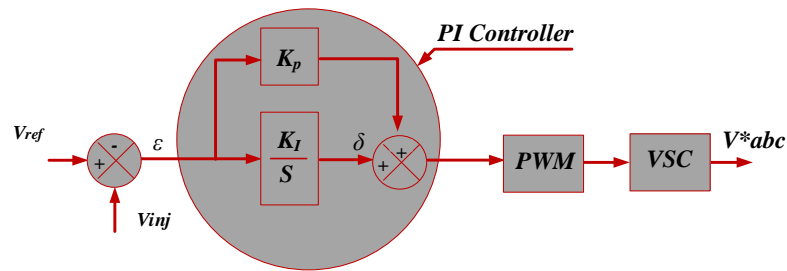 PI Controller
Kp
Vref
-
+
ε
KI
S
δ
+
+
PWM
VSC
V*abc
Vinj